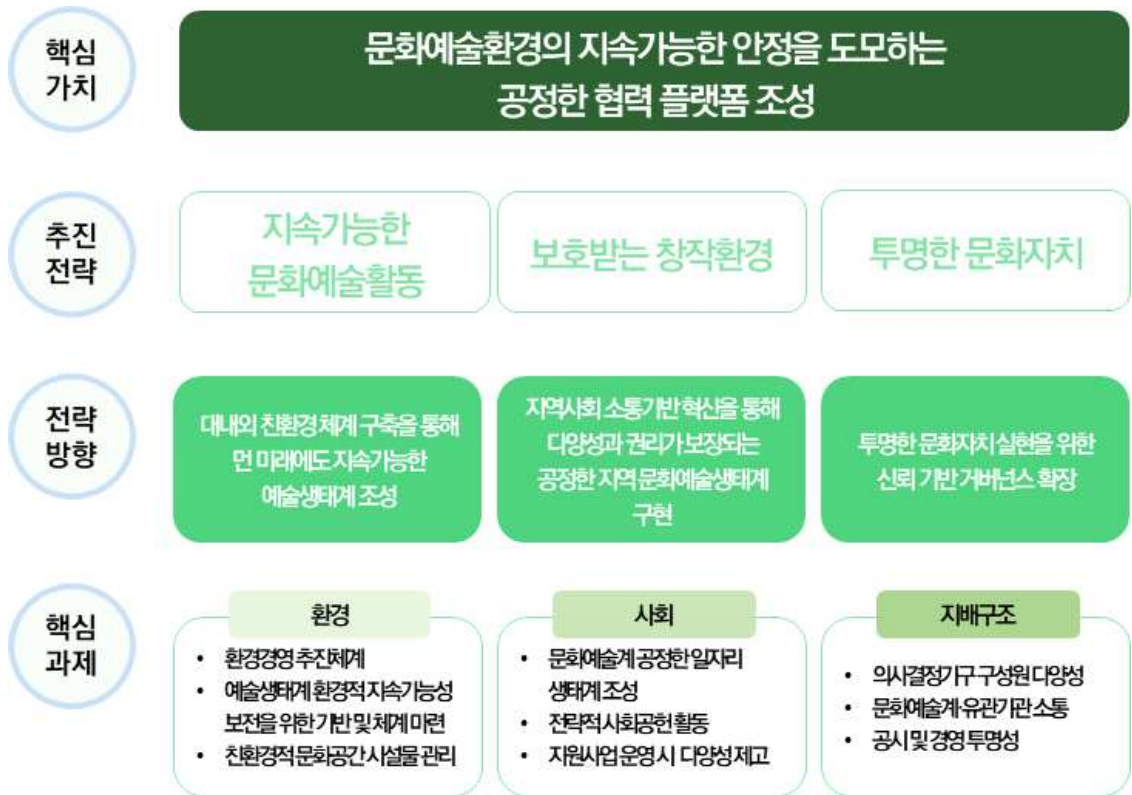 핵심
가치
문화예술환경의 지속가능한 안정을 도모하는
공정한 협력 플랫폼 조성
추진
전략
지속가능한
문화예술활동
보호받는 창작환경
투명한 문화자치
전략
방향
대내외 친환경 체계 구축을 통해
먼 미래에도 지속가능한
예술생태계 조성
지역사회 소통기반 혁신을 통해
다양성과 권리가 보장되는
공정한 지역 문화예술생태계
구현
투명한 문화자치 실현을 위한
신뢰 기반 거버넌스 확장
핵심
과제
환경
• 환경경영 추진체계
• 예술생태계 환경적 지속가능성
보전을 위한 기반 및 체계 마련
• 친환경적 문화공간 시설물 관리
사회
• 문화예술계 공정한 일자리
생태계 조성
• 전략적 사회공헌 활동
• 지원사업 운영 시 다양성 제고
지배구조
• 의사결정기구 구성원 다양성
• 문화예술계·유관기관 소통
• 공시 및 경영 투명성